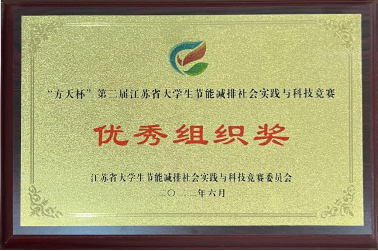 “方天杯”第二届江苏省大学生节能减排社会实践与科技竞赛
优秀组织奖
江苏省大学生节能减排社会实践与科技竞赛委员会
二〇二二年六月